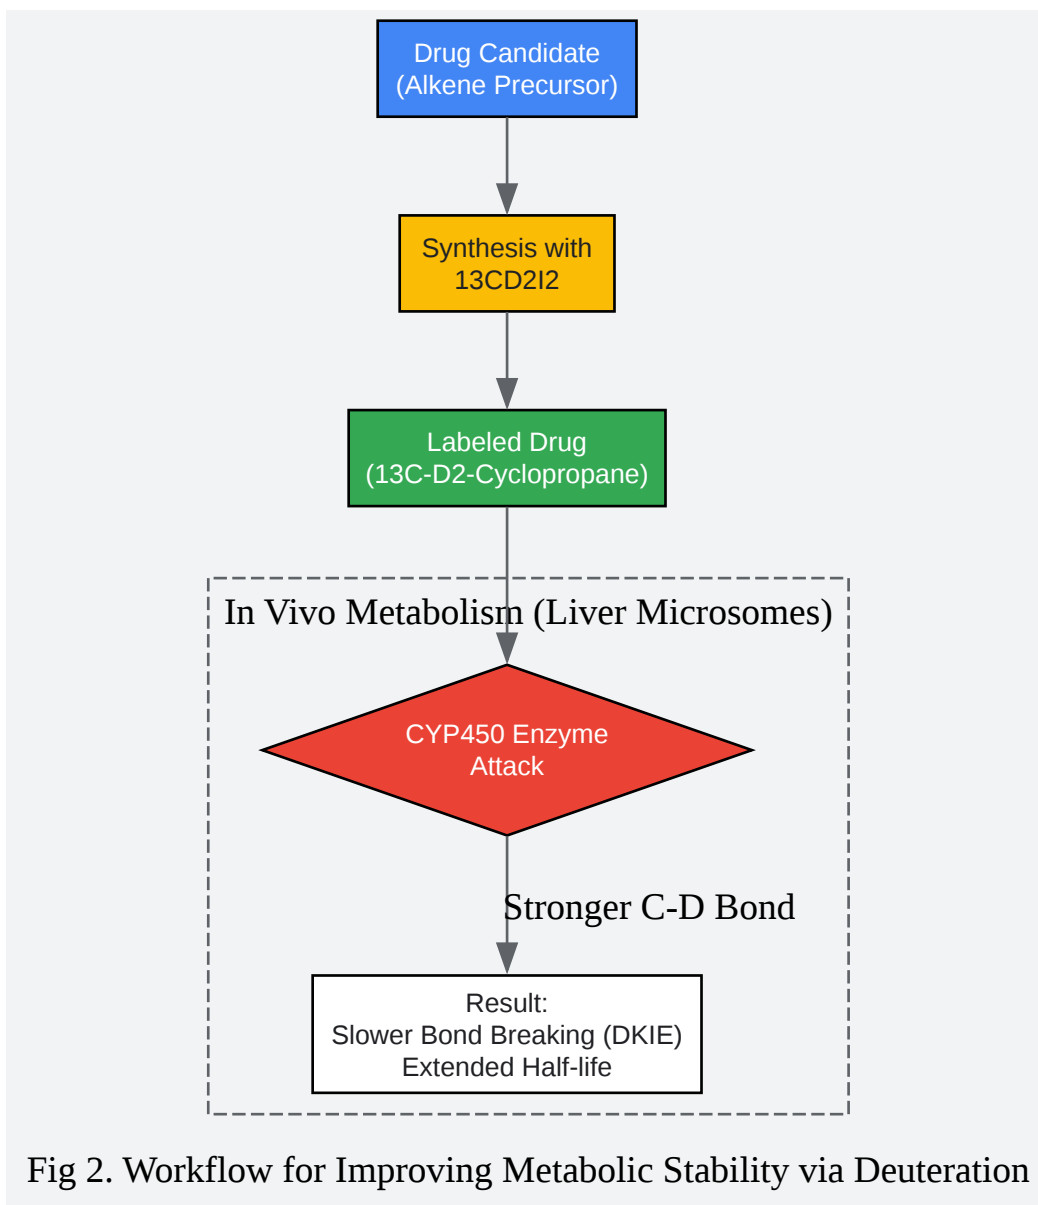 Drug Candidate
(Alkene Precursor)
Synthesis with
13CD2I2
Labeled Drug
(13C-D2-Cyclopropane)
In Vivo Metabolism (Liver Microsomes)
CYP450 Enzyme
Attack
Stronger C-D Bond
Result:
Slower Bond Breaking (DKIE)
Extended Half-life
Fig 2. Workflow for Improving Metabolic Stability via Deuteration